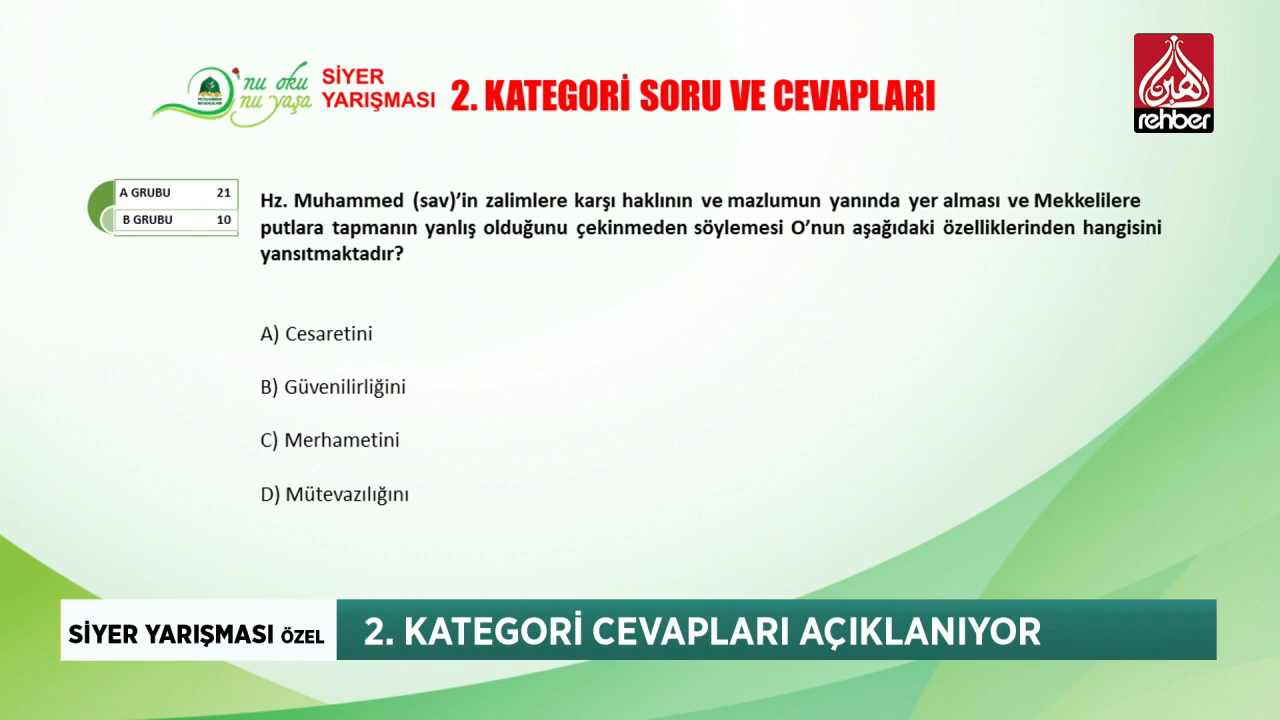 'nu oku
nu yaşa
SİYER
YARIŞMASI
2. KATEGORİ SORU VE CEVAPLARI
rehber
A GRUBU 21
B GRUBU 10
Hz. Muhammed (sav)'in zalimlere karşı haklının ve mazlumun yanında yer alması ve Mekkelilere
putlara tapmanın yanlış olduğunu çekinmeden söylemesi O'nun aşağıdaki özelliklerinden hangisini
yansıtmaktadır?
A) Cesaretini
B) Güvenilirliğini
C) Merhametini
D) Mütevazılığını
SİYER YARIŞMASI ÖZEL
2. KATEGORİ CEVAPLARI AÇIKLANIYOR